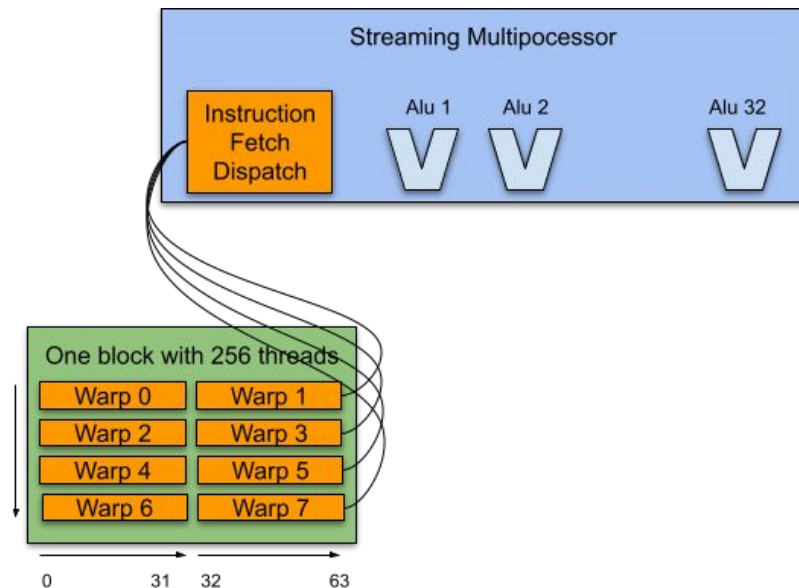 Streaming Multipocessor
Instruction
Fetch
Dispatch
Alu 1
Alu 2
Alu 32
One block with 256 threads
Warp 0
Warp 1
Warp 2
Warp 3
Warp 4
Warp 5
Warp 6
Warp 7
0
31
32
63